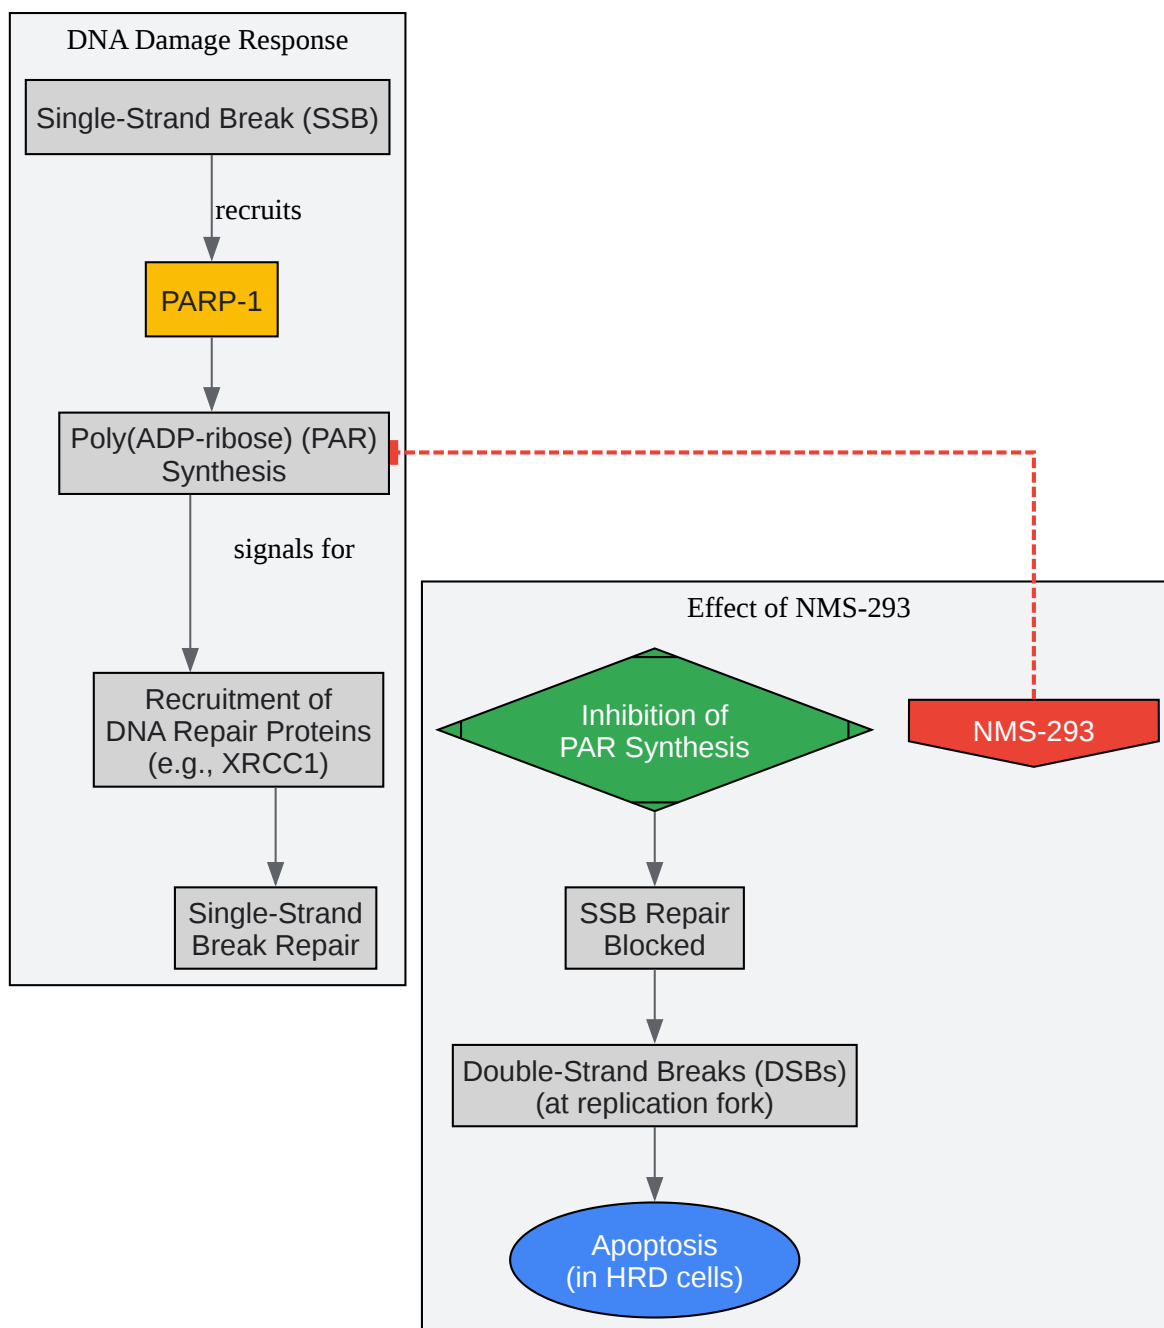 DNA Damage Response
Single-Strand Break (SSB)
recruits
PARP-1
Poly(ADP-ribose) (PAR)
Synthesis
signals for
Recruitment of
DNA Repair Proteins
(e.g., XRCC1)
Single-Strand
Break Repair
Effect of NMS-293
Inhibition of
PAR Synthesis
NMS-293
SSB Repair
Blocked
Double-Strand Breaks (DSBs)
(at replication fork)
Apoptosis
(in HRD cells)